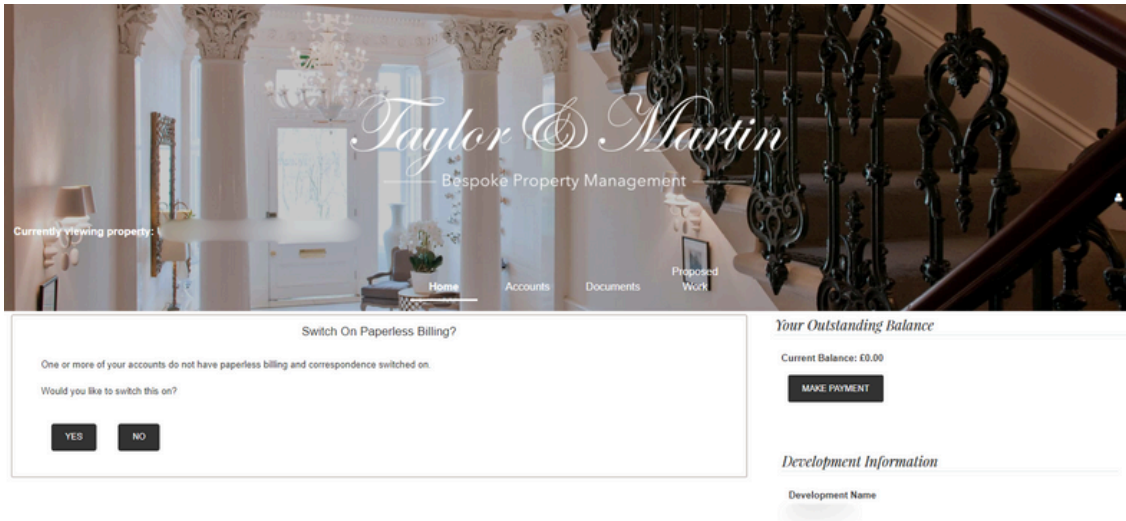 Taylor & Martin
Bespoke Property Management
Currently viewing property:
Home
Accounts
Documents
Proposed
Work
Switch On Paperless Billing?
One or more of your accounts do not have paperless billing and correspondence switched on.
Would you like to switch this on?
YES
NO
Your Outstanding Balance
Current Balance: £0.00
MAKE PAYMENT
Development Information
Development Name